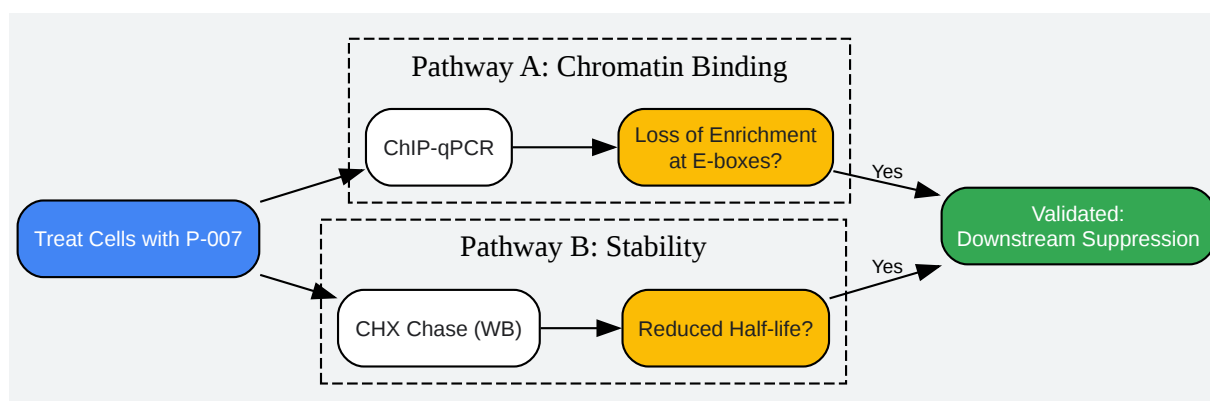 Pathway A: Chromatin Binding
ChIP-qPCR
Loss of Enrichment
at E-boxes?
Yes
Treat Cells with P-007
Validated:
Downstream Suppression
Pathway B: Stability
CHX Chase (WB)
Reduced Half-life?
Yes